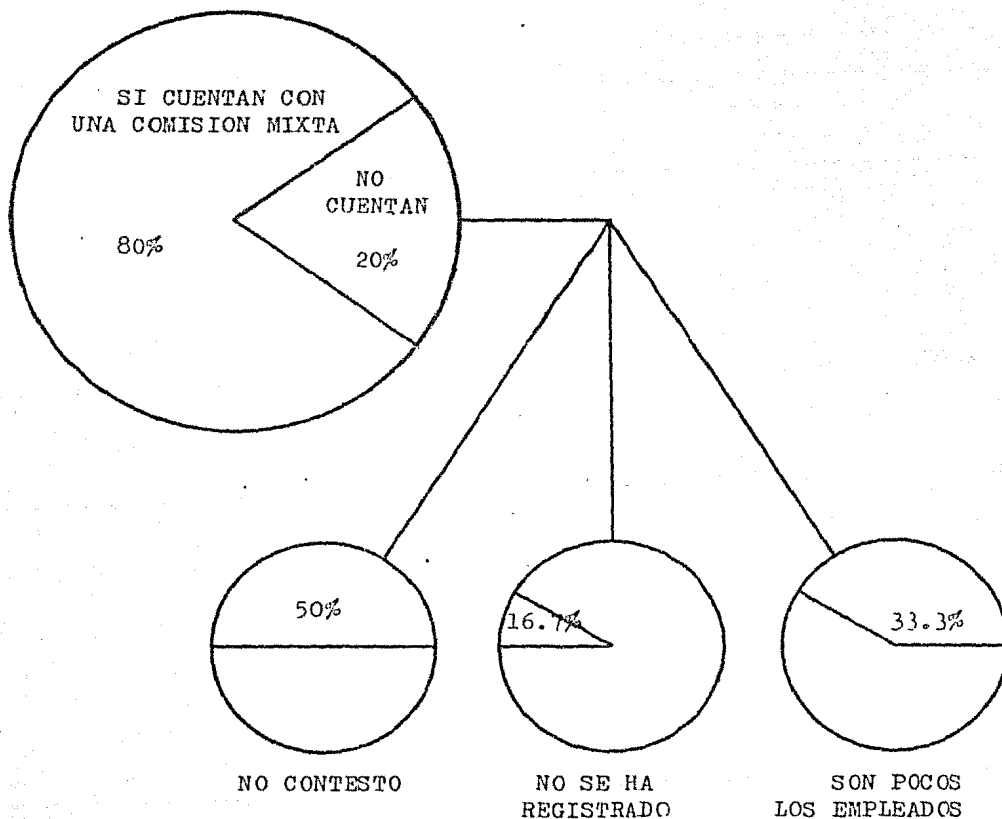 SI CUENTAN CON
UNA COMISION MIXTA
80%
NO
CUENTAN
20%
50%
16.7%
33.3%
NO CONTESTO
NO SE HA
REGISTRADO
SON POCOS
LOS EMPLEADOS